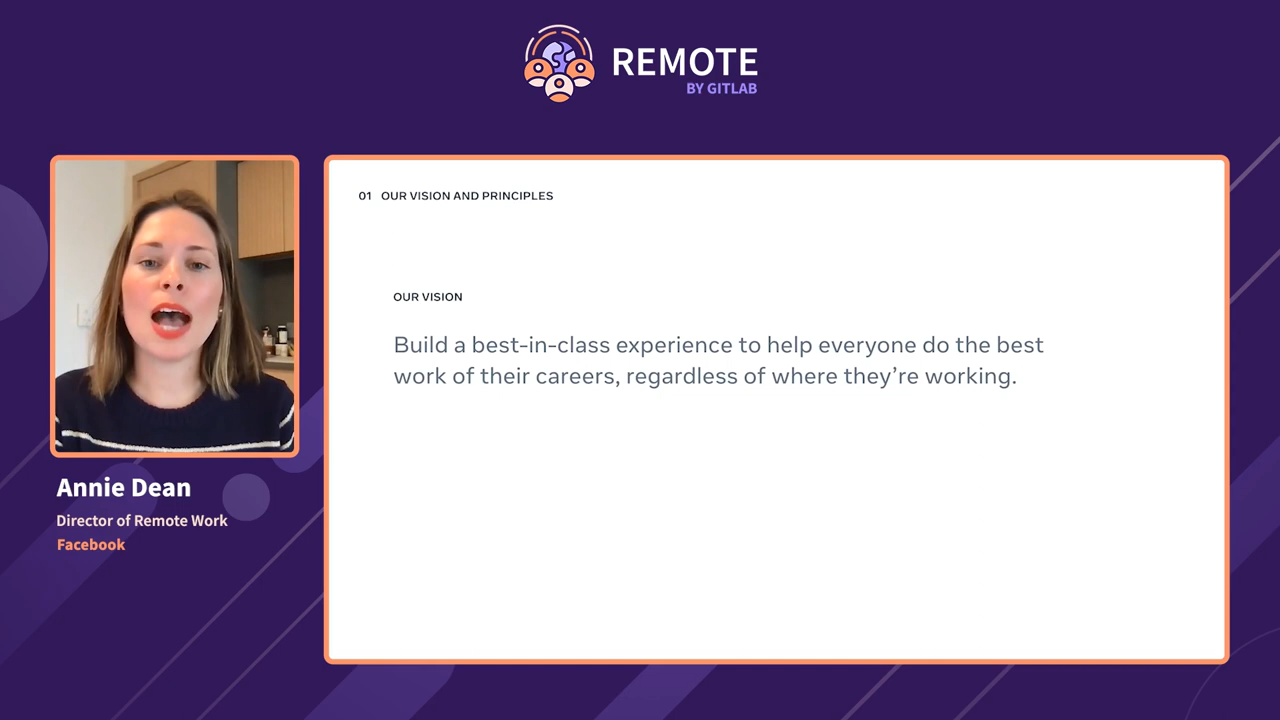 REMOTE
BY GITLAB
01 OUR VISION AND PRINCIPLES
OUR VISION
Build a best-in-class experience to help everyone do the best
work of their careers, regardless of where they’re working.
Annie Dean
Director of Remote Work
Facebook